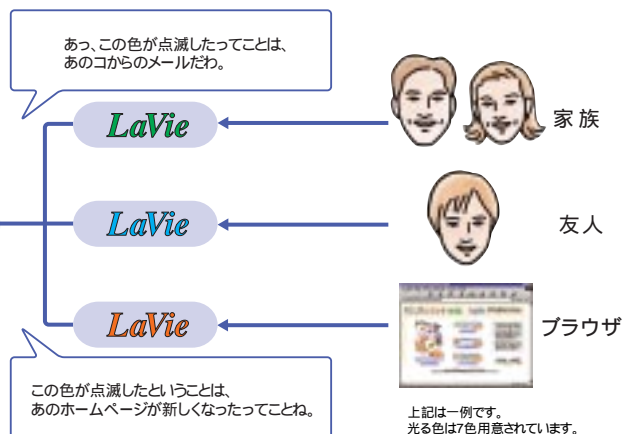 あっ、この色が点滅したってことは、
あのコからのメールだわ。
LaVie
家族
LaVie
友人
LaVie
ブラウザ
この色が点滅したということは、
あのホームページが新しくなったってことね。
上記は一例です。
光る色は7色用意されています。